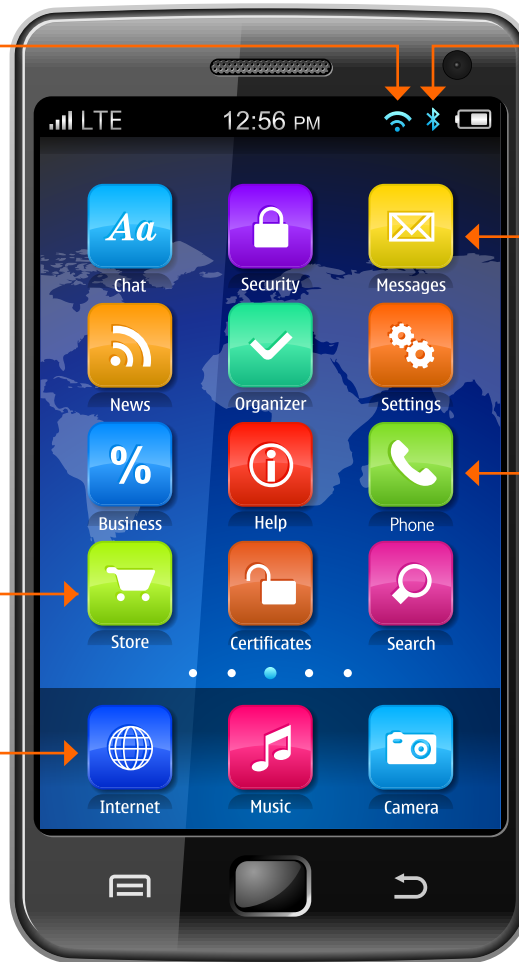 LTE 12:56 PM
Aa
Chat Security Messages
News Organizer Settings
%
Business Help Phone
Store Certificates Search
Internet Music Camera